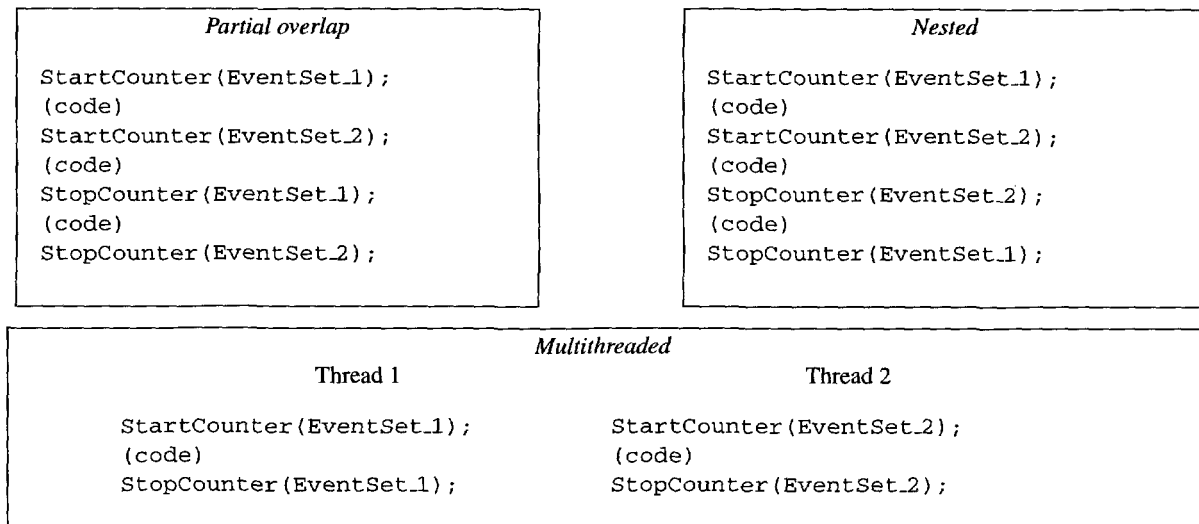 Partial overlap
StartCounter(EventSet_1);
(code)
StartCounter(EventSet_2);
(code)
StopCounter(EventSet_1);
(code)
StopCounter(EventSet_2);
Nested
StartCounter(EventSet_1);
(code)
StartCounter(EventSet_2);
(code)
StopCounter(EventSet_2);
(code)
StopCounter(EventSet_1);
Multithreaded
Thread 1
StartCounter(EventSet_1);
(code)
StopCounter(EventSet_1);
Thread 2
StartCounter(EventSet_2);
(code)
StopCounter(EventSet_2);